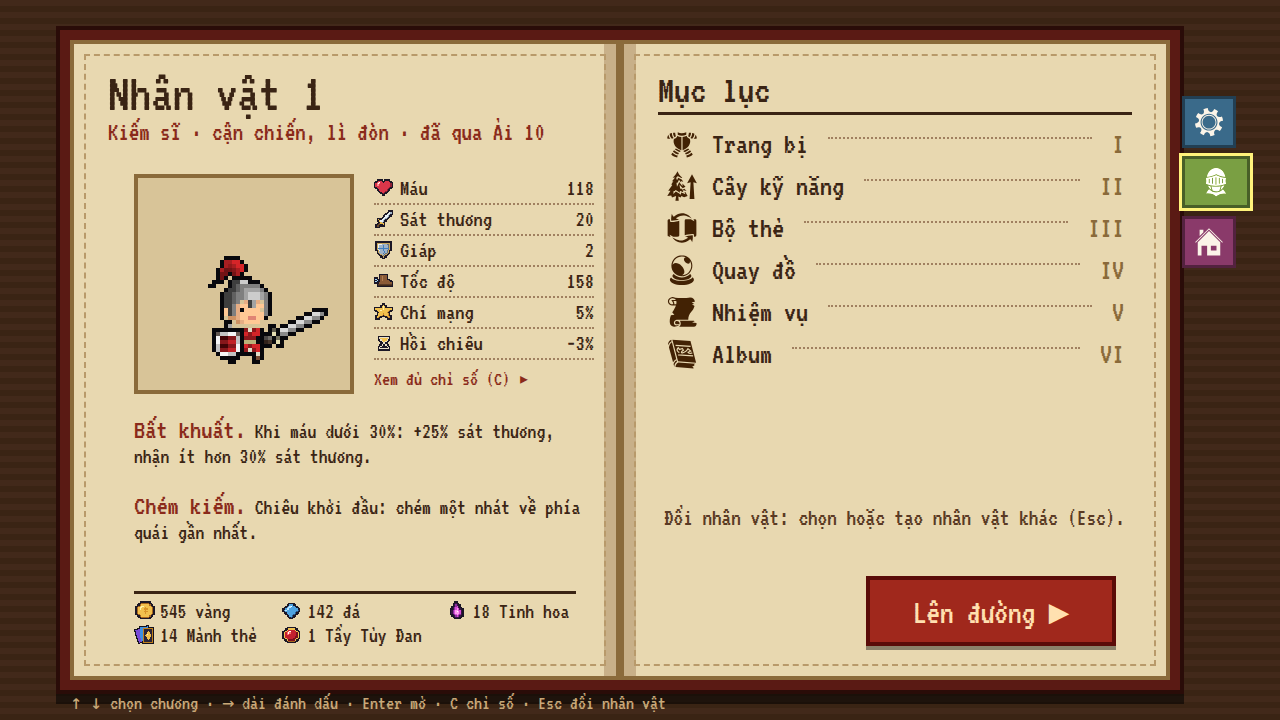 Nhân vật 1
Kiếm sĩ · cận chiến, lì đòn · đã qua Ải 10
Máu 118
Sát thương 20
Giáp 2
Tốc độ 158
Chí mạng 5%
Hồi chiêu -3%
Xem đủ chỉ số (C) ►
Bất khuất. Khi máu dưới 30%: +25% sát thương,
nhận ít hơn 30% sát thương.
Chém kiếm. Chiêu khởi đầu: chém một nhát về phía
quái gần nhất.
545 vàng 142 đá 18 Tinh hoa
14 Mảnh thẻ 1 Tẩy Tủy Đan
Mục lục
Trang bị I
Cây kỹ năng II
Bộ thẻ III
Quay đồ IV
Nhiệm vụ V
Album VI
Đổi nhân vật: chọn hoặc tạo nhân vật khác (Esc).
Lên đường ▶
↑ ↓ chọn chương · → dải đánh dấu · Enter mở · C chỉ số · Esc đổi nhân vật